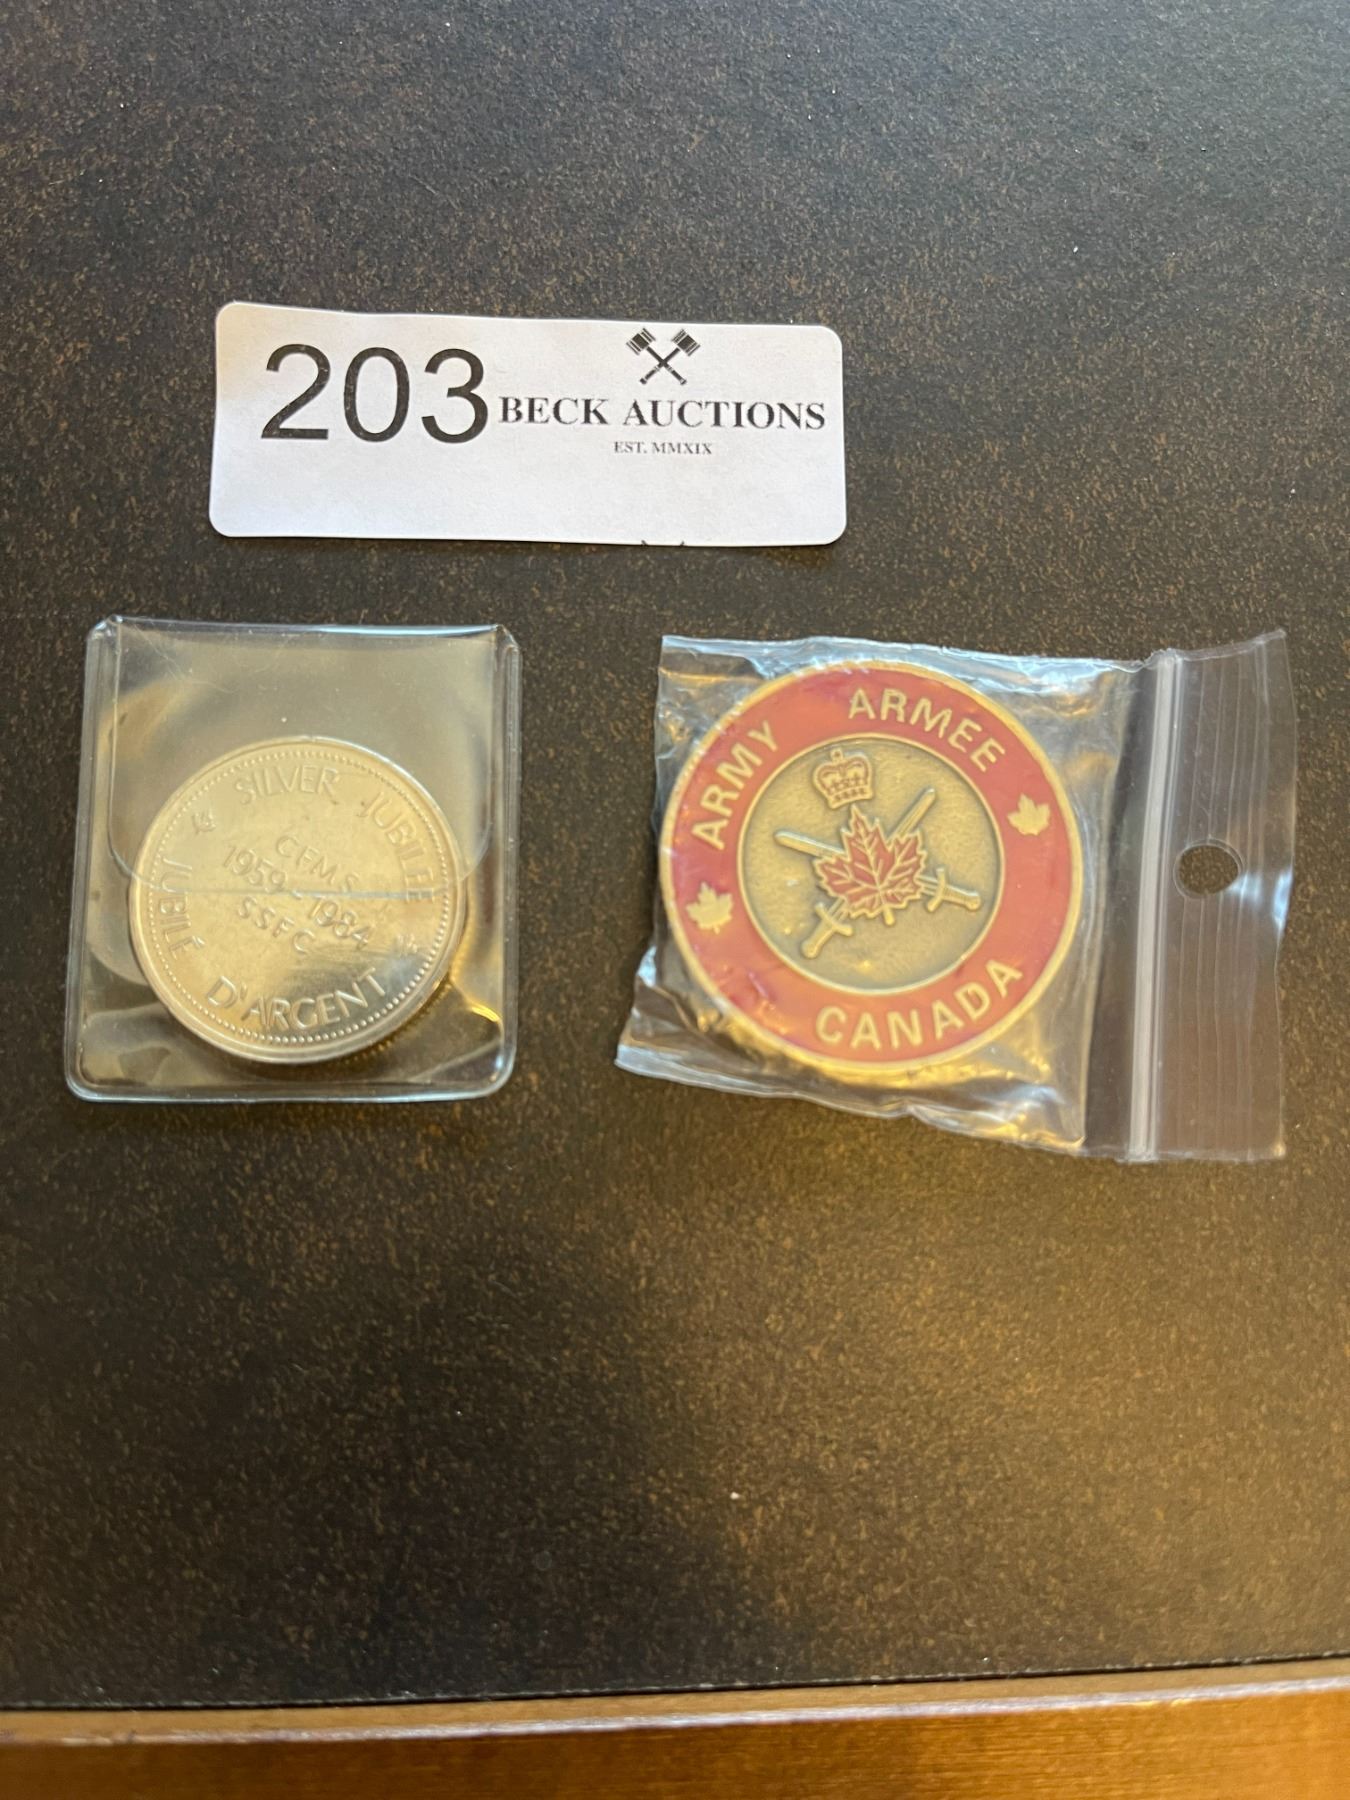 203
BECK AUCTIONS
EST. MMXIX
SILVER JUBILEE
CFMS
1959-1984
SSFC
JUBILÉ D'ARGENT
ARMY ARMEE
CANADA